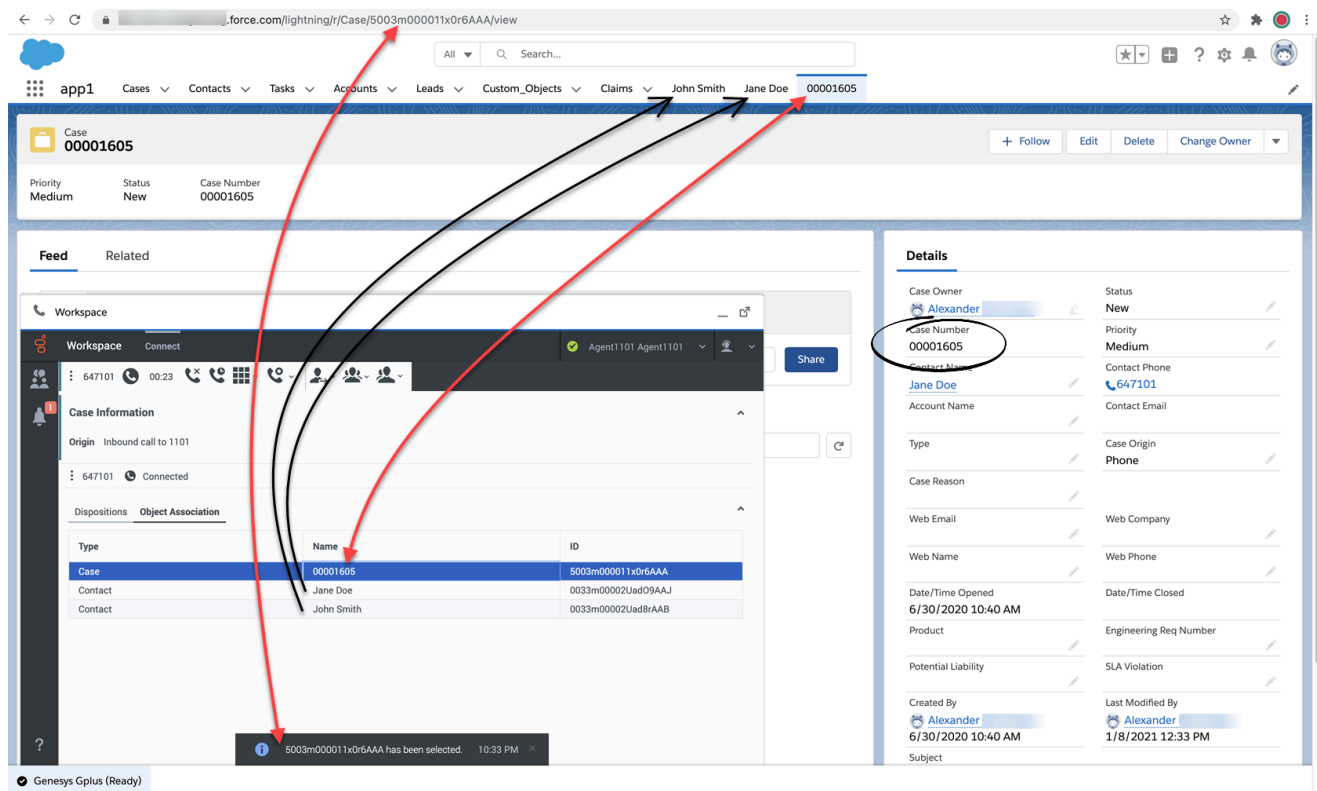 .force.com/lightning/r/Case/5003m000011x0r6AAA/view
All Search...
app1 Cases Contacts Tasks Accounts Leads Custom_Objects Claims John Smith Jane Doe 00001605
Case
00001605
Follow Edit Delete Change Owner
Priority Status Case Number
Medium New 00001605
Feed Related
Workspace
Workspace Connect Agent1101 Agent1101
Share
647101 00:23
1
Case Information
Origin Inbound call to 1101
647101 Connected
Dispositions Object Association
Type Name ID
Case 00001605 5003m000011x0r6AAA
Contact Jane Doe 0033m00002UadO9AAJ
Contact John Smith 0033m00002Uad8rAAB
?
5003m000011x0r6AAA has been selected. 10:33 PM
Genesys Gplus (Ready)
Details
Case Owner Status
Alexander New
Case Number Priority
00001605 Medium
Contact Name Contact Phone
Jane Doe 647101
Account Name Contact Email
Type Case Origin
Phone
Case Reason
Web Email Web Company
Web Name Web Phone
Date/Time Opened Date/Time Closed
6/30/2020 10:40 AM
Product Engineering Req Number
Potential Liability SLA Violation
Created By Last Modified By
Alexander Alexander
6/30/2020 10:40 AM 1/8/2021 12:33 PM
Subject